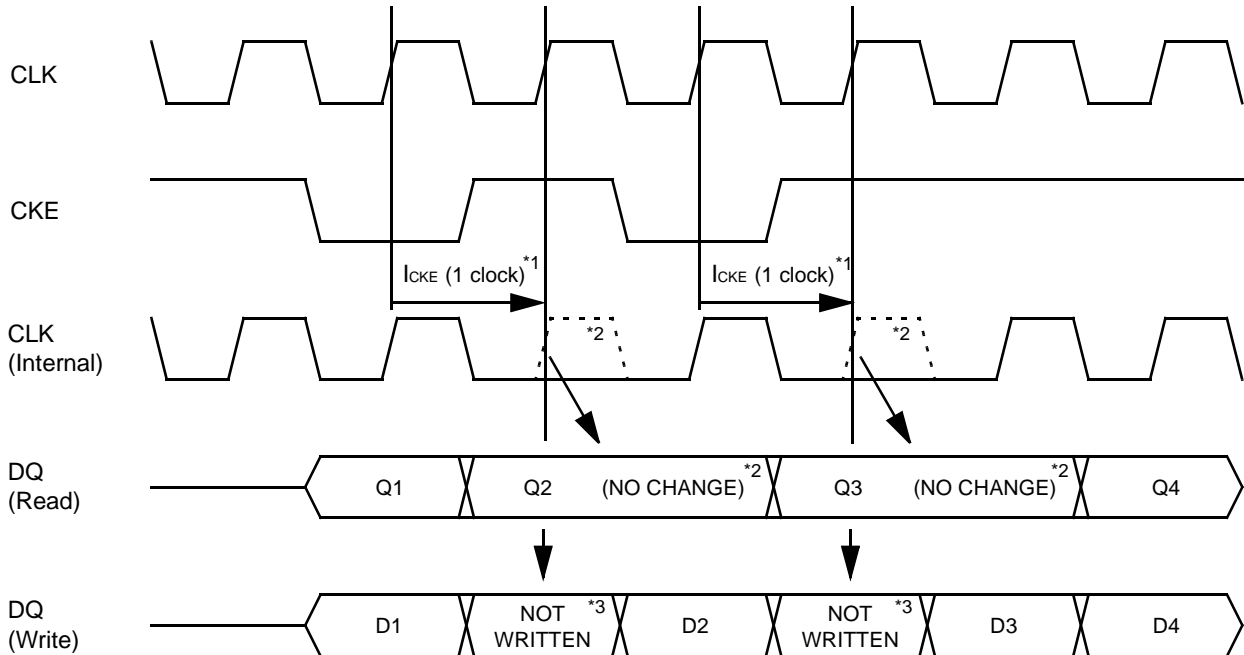 CLK
CKE
ICKE (1 clock)*1
ICKE (1 clock)*1
CLK
(Internal)
*2
*2
DQ
(Read)
Q1
Q2
(NO CHANGE)*2
Q3
(NO CHANGE)*2
Q4
DQ
(Write)
D1
NOT *3
WRITTEN
D2
NOT *3
WRITTEN
D3
D4